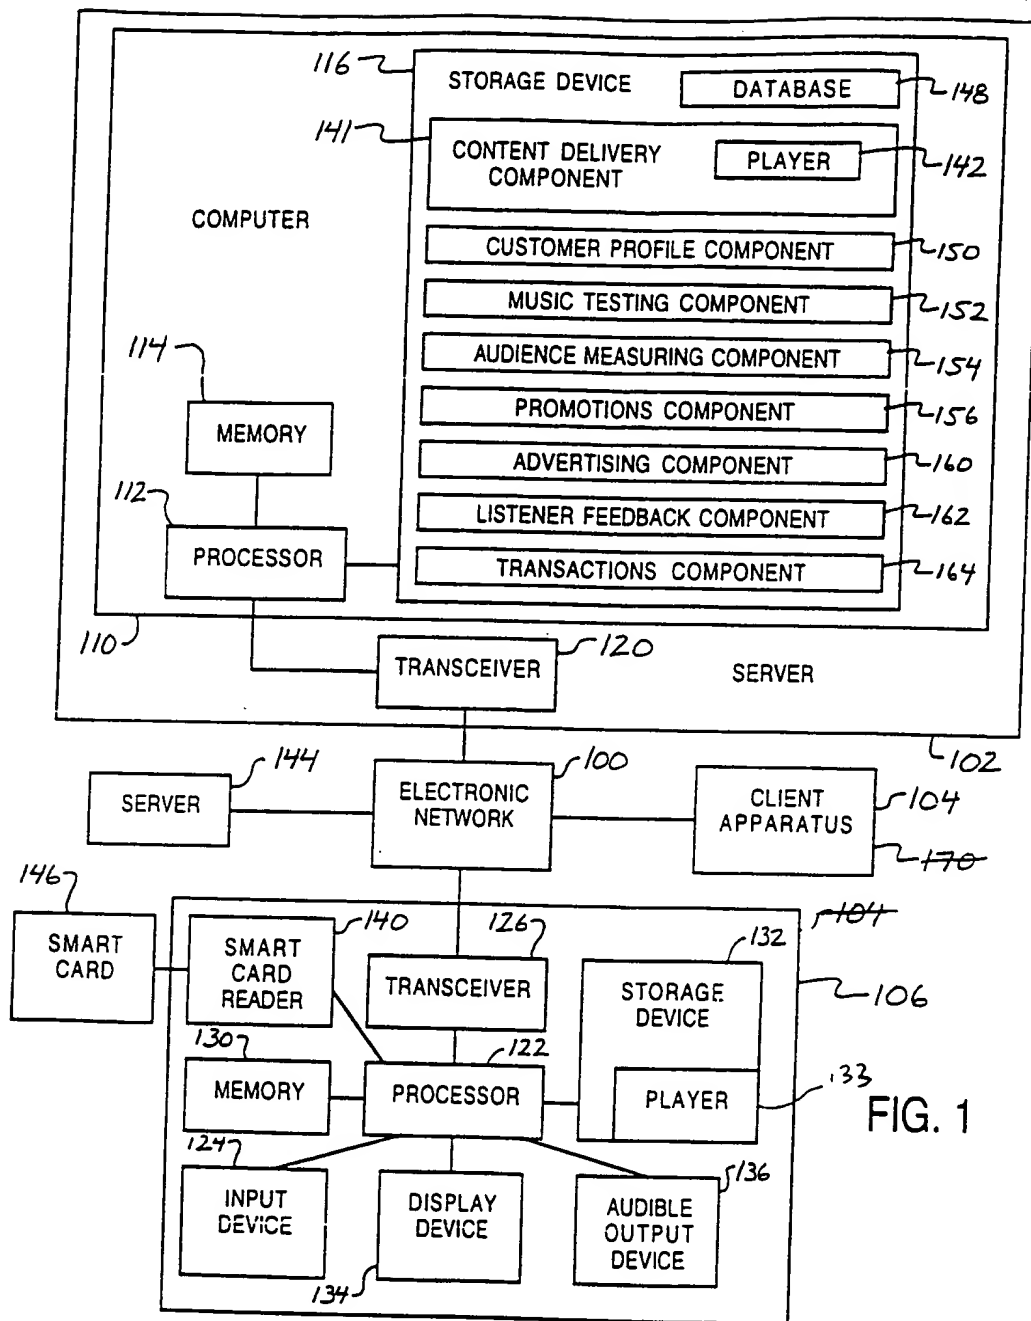 116
STORAGE DEVICE
DATABASE
148
141
CONTENT DELIVERY
COMPONENT
PLAYER
142
COMPUTER
CUSTOMER PROFILE COMPONENT
150
MUSIC TESTING COMPONENT
152
114
AUDIENCE MEASURING COMPONENT
154
MEMORY
PROMOTIONS COMPONENT
156
ADVERTISING COMPONENT
160
112
LISTENER FEEDBACK COMPONENT
162
PROCESSOR
TRANSACTIONS COMPONENT
164
110
TRANSCEIVER
120
SERVER
102
144
SERVER
100
ELECTRONIC
NETWORK
CLIENT
APPARATUS
104
170
146
SMART
CARD
140
SMART
CARD
READER
126
TRANSCEIVER
132
STORAGE
DEVICE
104
106
130
MEMORY
122
PROCESSOR
PLAYER
133
FIG. 1
124
INPUT
DEVICE
DISPLAY
DEVICE
134
AUDIBLE
OUTPUT
DEVICE
136